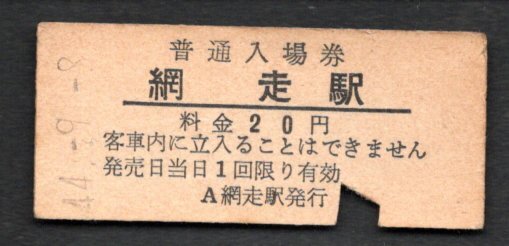 普通入場券
網走駅
料金20円
客車内に立入ることはできません
発売日当日1回限り有効
A網走駅発行
44.-9.-8